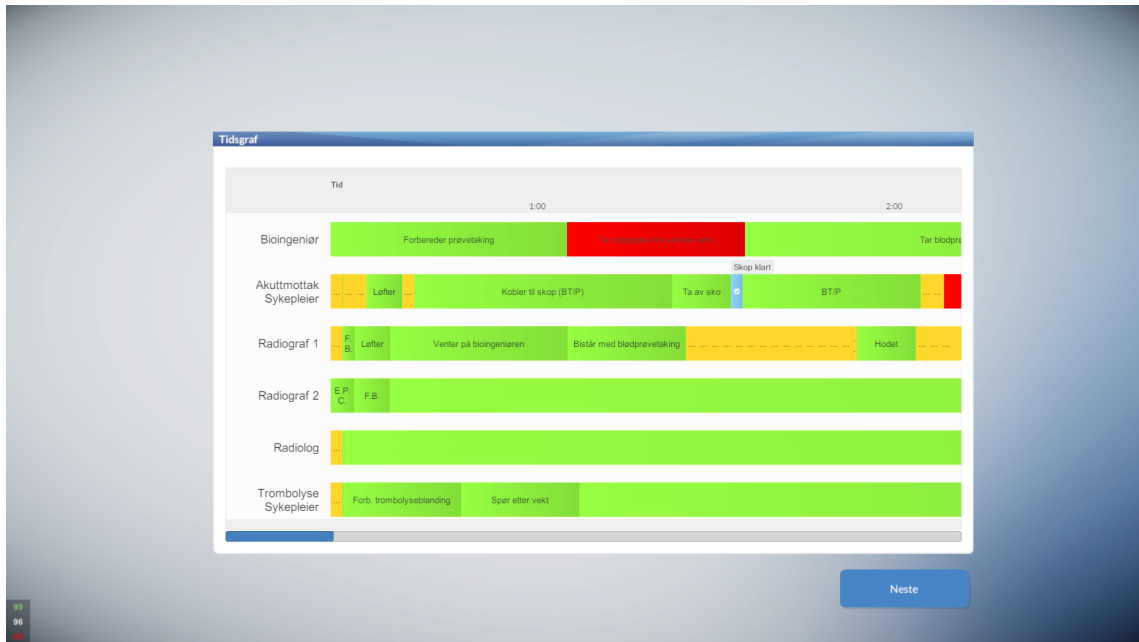 Tidsgraf
Tid
1:00 2:00
Bioingeniør Forbereder prøvetaking Tar blodprø
Skop klart
Akuttmottak
Sykepleier ... ... ... Løfter ... Kobler til skop (BT/P) Ta av sko BT/P ... ...
Radiograf 1 ... F.
B. Løfter Venter på bioingeniøren Bistår med blødprøvetaking ... ... ... ... ... ... ... ... ... ... ... ... ... ... Hodet ... ... ...
Radiograf 2 E.P.
C. F.B.
Radiolog ...
Trombolyse
Sykepleier ... Forb. trombolyseblanding Spør etter vekt
Neste
99
96